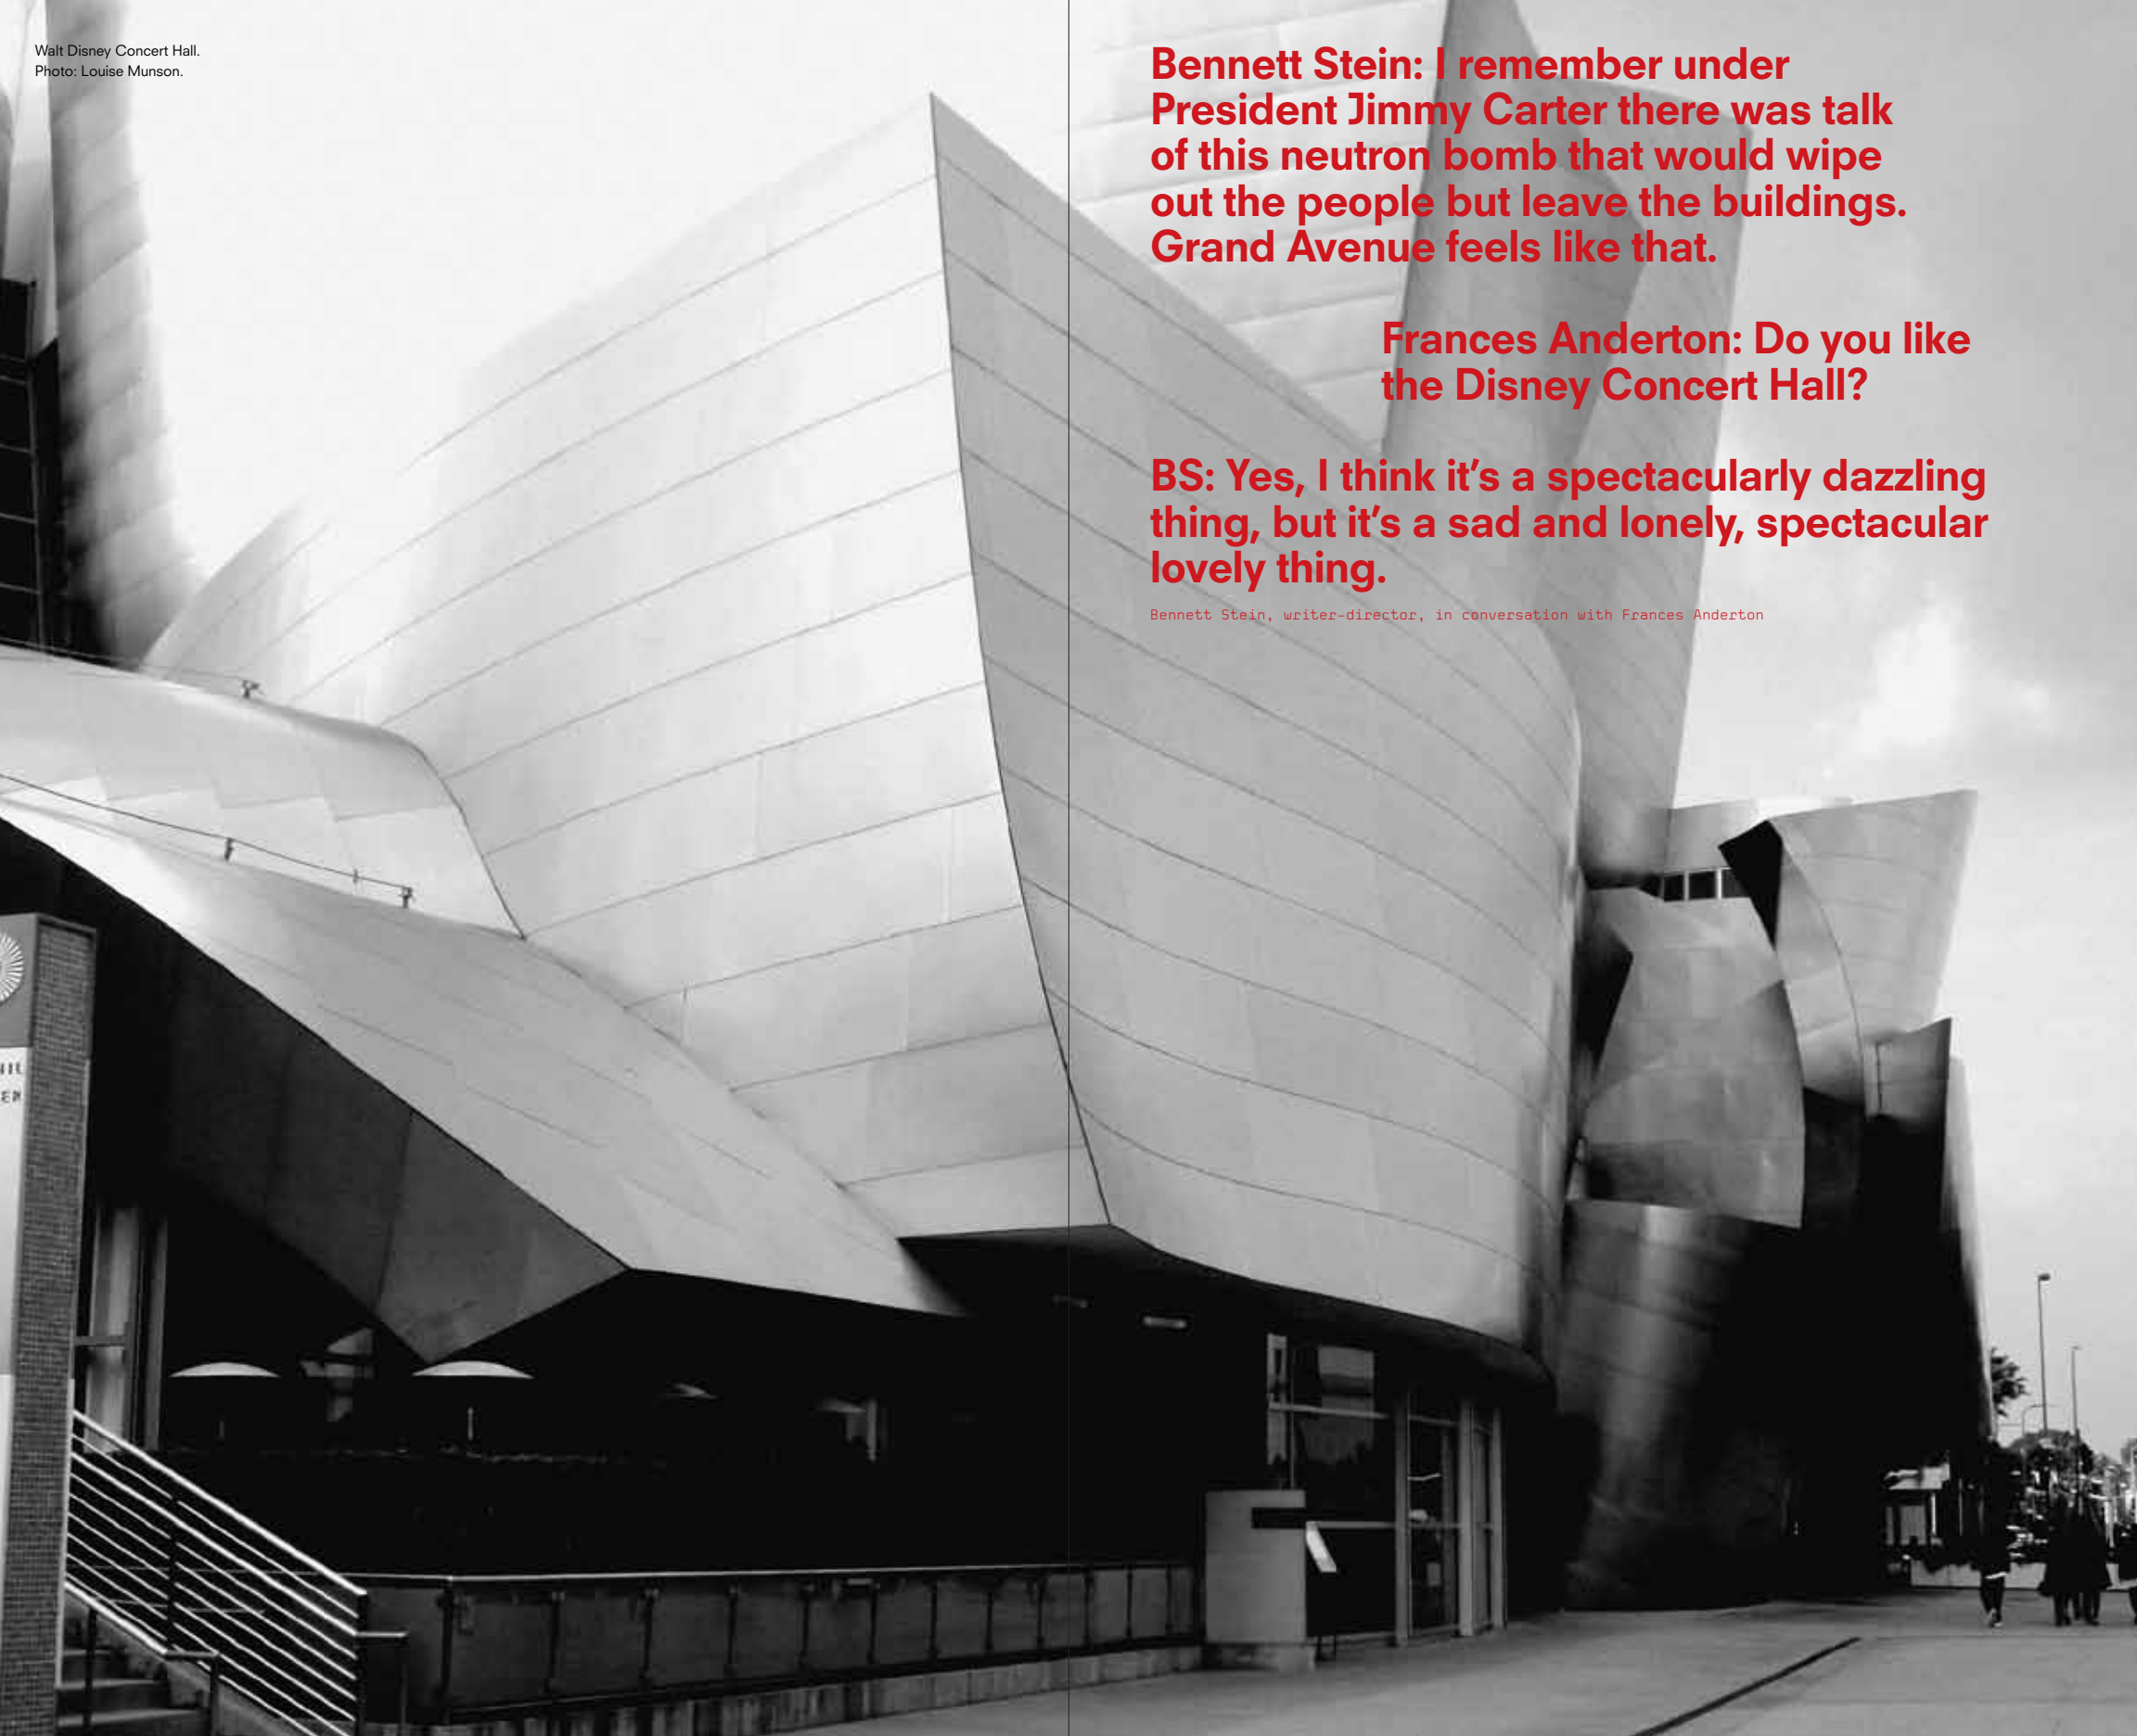 Walt Disney Concert Hall.
Photo: Louise Munson.
Bennett Stein: I remember under
President Jimmy Carter there was talk
of this neutron bomb that would wipe
out the people but leave the buildings.
Grand Avenue feels like that.
Frances Anderton: Do you like
the Disney Concert Hall?
BS: Yes, I think it’s a spectacularly dazzling
thing, but it’s a sad and lonely, spectacular
lovely thing.
Bennett Stein, writer-director, in conversation with Frances Anderton